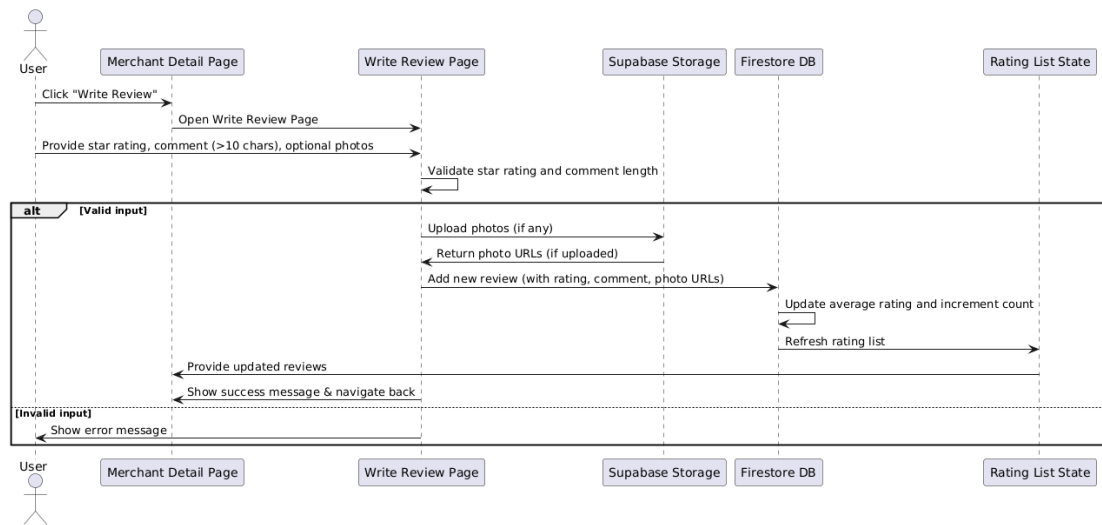 User
Merchant Detail Page
Write Review Page
Supabase Storage
Firestore DB
Rating List State
Click "Write Review"
Open Write Review Page
Provide star rating, comment (>10 chars), optional photos
Validate star rating and comment length
alt
[Valid input]
Upload photos (if any)
Return photo URLs (if uploaded)
Add new review (with rating, comment, photo URLs)
Update average rating and increment count
Refresh rating list
Provide updated reviews
Show success message & navigate back
[Invalid input]
Show error message
User
Merchant Detail Page
Write Review Page
Supabase Storage
Firestore DB
Rating List State